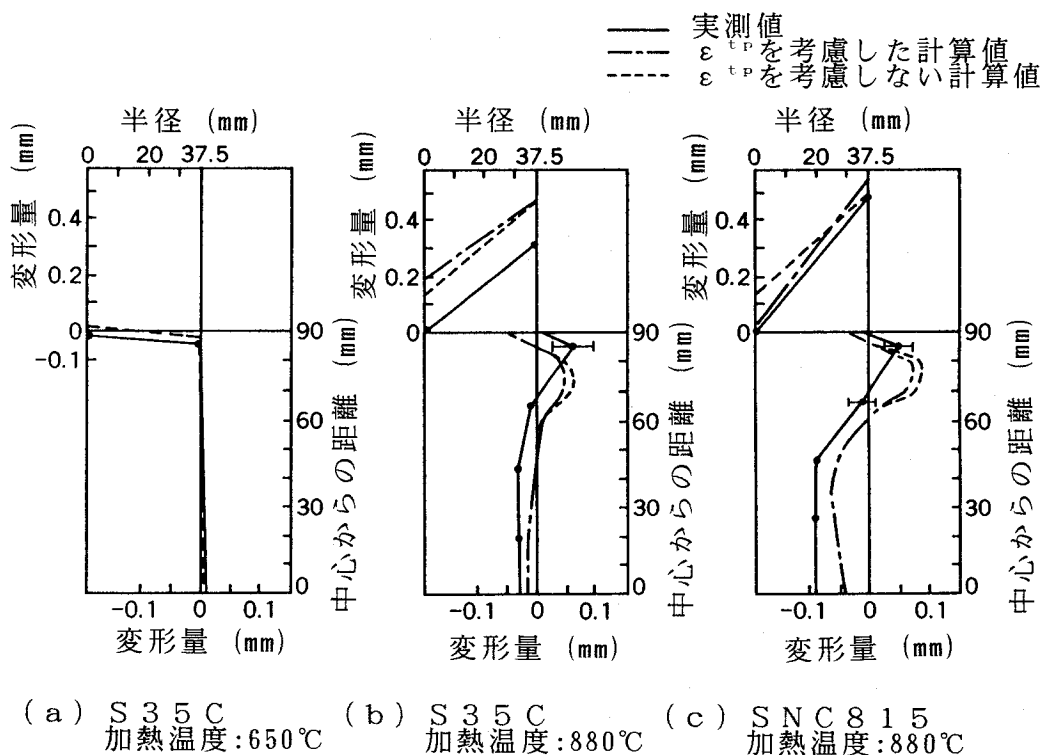 実測値
ε^tpを考慮した計算値
ε^tpを考慮しない計算値
半径 (mm)
0 20 37.5
変形量 (mm)
0.4
0.2
0
-0.1
90
60
30
0
中心からの距離 (mm)
-0.1 0 0.1
変形量 (mm)
(a) S35C
加熱温度:650℃
半径 (mm)
0 20 37.5
変形量 (mm)
0.4
0.2
0
90
60
30
0
中心からの距離 (mm)
-0.1 0 0.1
変形量 (mm)
(b) S35C
加熱温度:880℃
半径 (mm)
0 20 37.5
変形量 (mm)
0.4
0.2
0
90
60
30
0
中心からの距離 (mm)
-0.1 0 0.1
変形量 (mm)
(c) SNC815
加熱温度:880℃